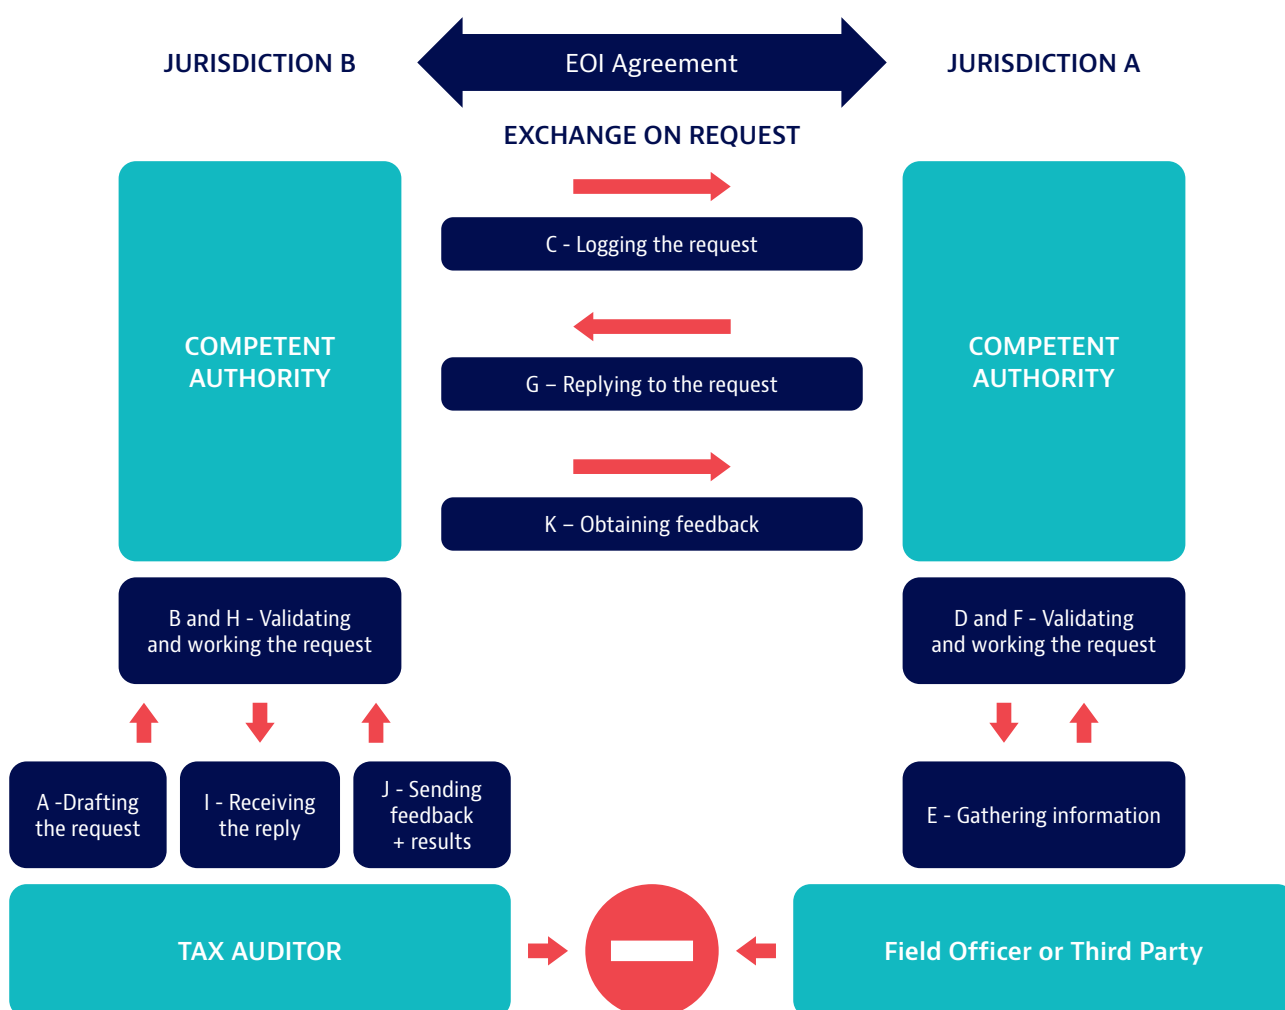 JURISDICTION B
EOI Agreement
JURISDICTION A
EXCHANGE ON REQUEST
COMPETENT
AUTHORITY
C - Logging the request
G – Replying to the request
K – Obtaining feedback
COMPETENT
AUTHORITY
B and H - Validating
and working the request
D and F - Validating
and working the request
A -Drafting
the request
I - Receiving
the reply
J - Sending
feedback
+ results
E - Gathering information
TAX AUDITOR
Field Officer or Third Party